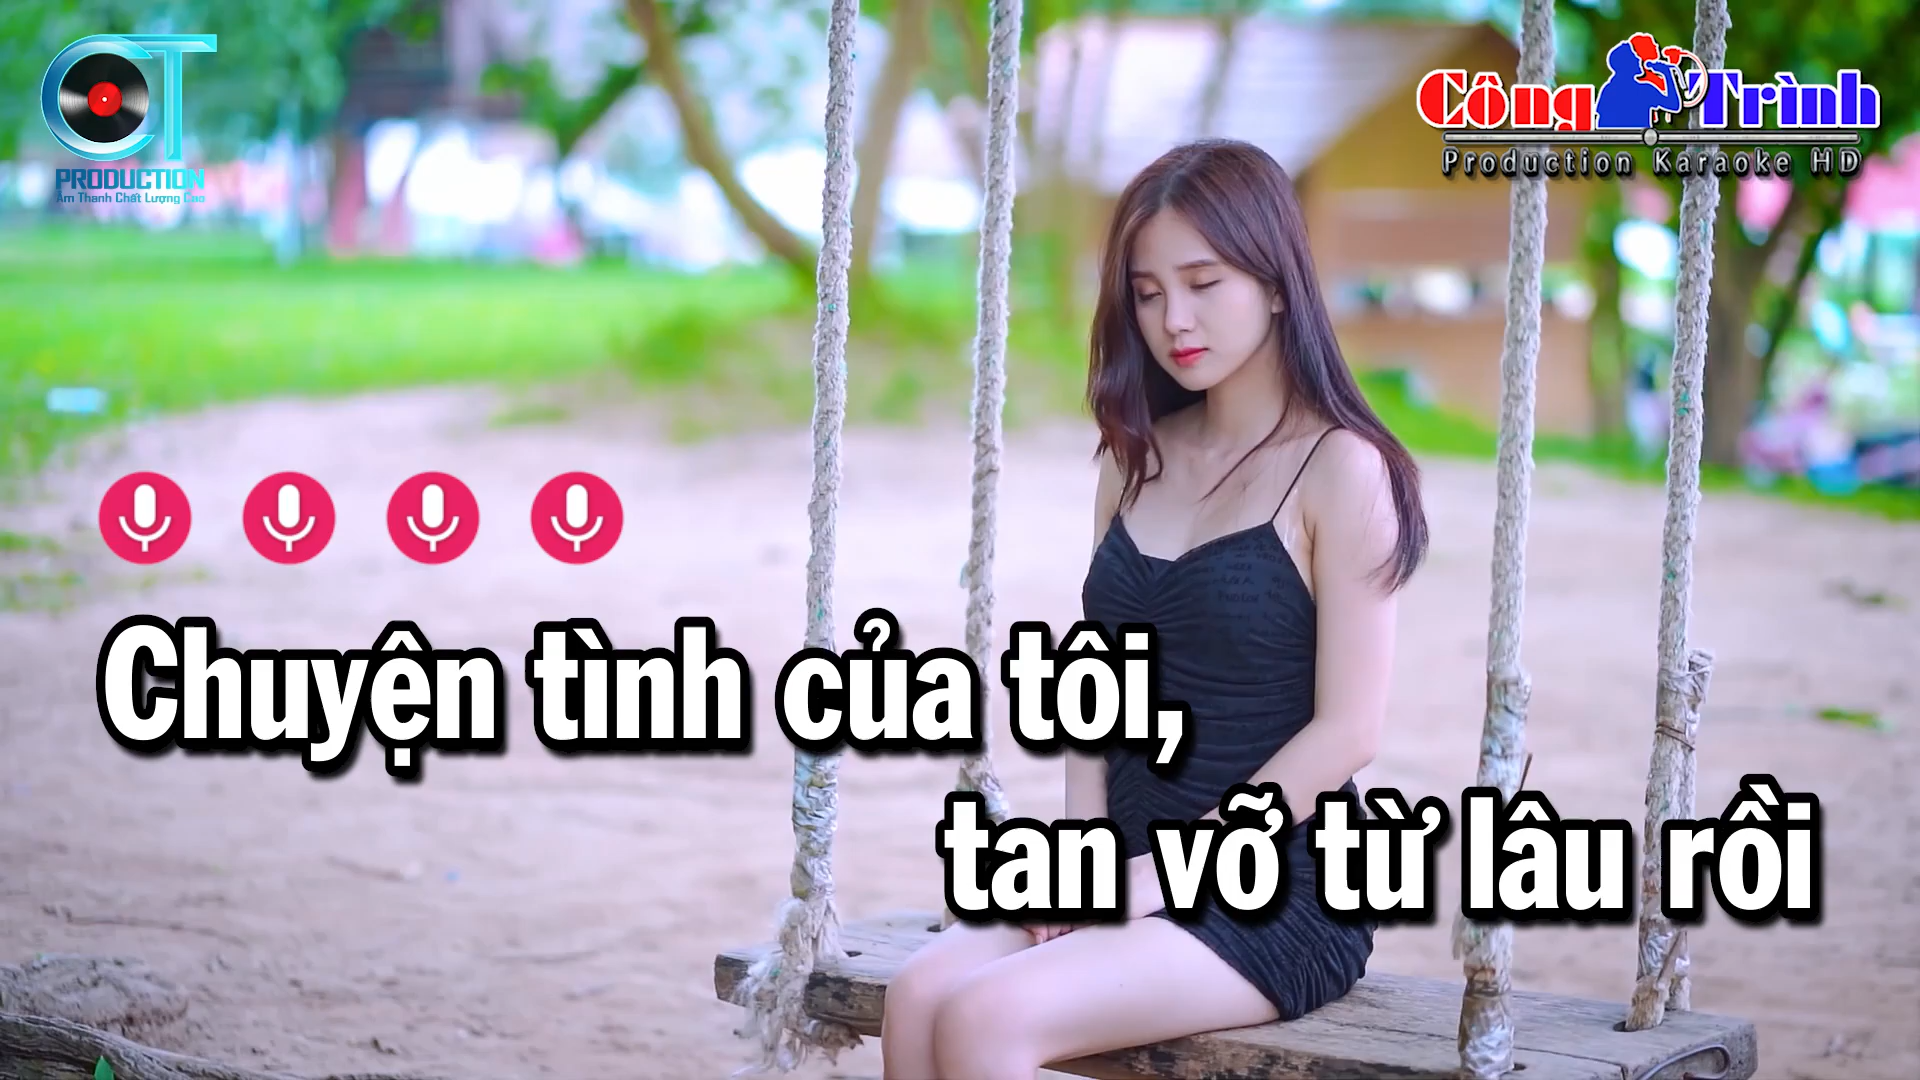 CT
PRODUCTION
Âm Thanh Chất Lượng Cao
Công Trình
Production Karaoke HD
Chuyện tình của tôi,
tan vỡ từ lâu rồi